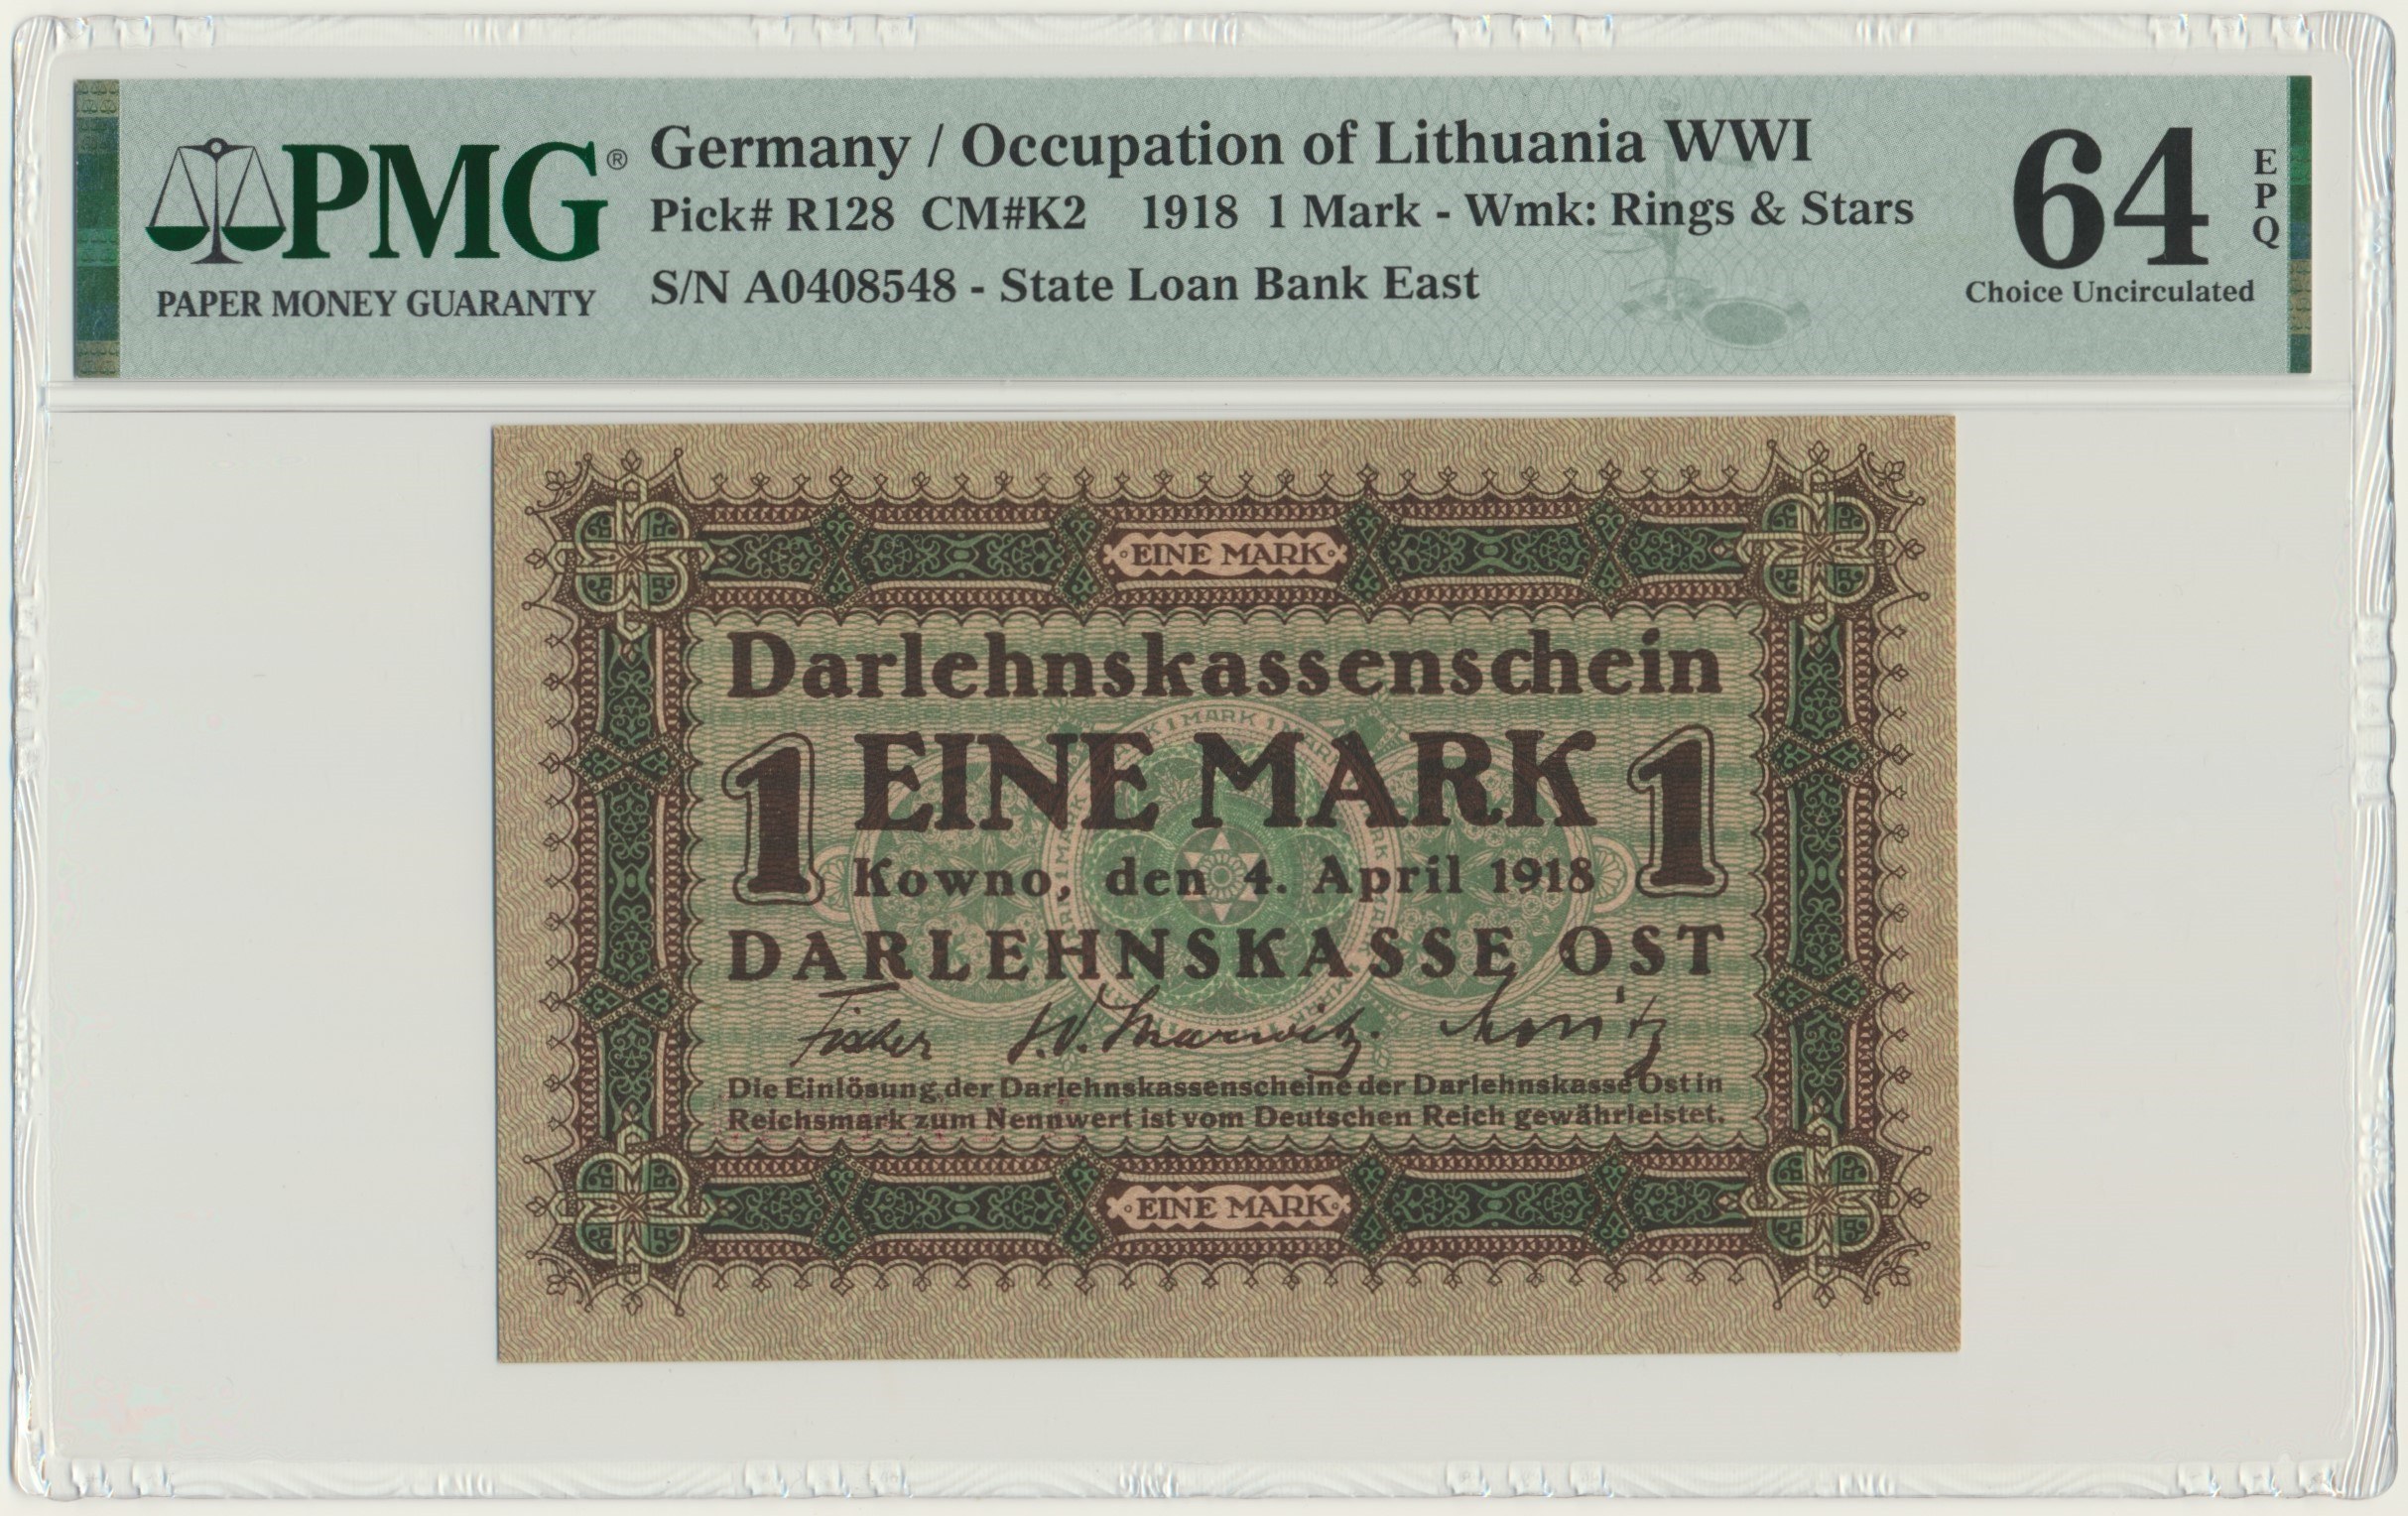 PMG®
PAPER MONEY GUARANTY
Germany / Occupation of Lithuania WWI
Pick# R128 CM#K2 1918 1 Mark - Wmk: Rings & Stars
S/N A0408548 - State Loan Bank East
64
EPQ
Choice Uncirculated
EINE MARK
Darlehnskassenschein
1 EINE MARK 1
Kowno, den 4. April 1918
DARLEHNSKASSE OST
Fischer
Die Einlösung der Darlehnskassenscheine der Darlehnskasse Ost in
Reichsmark zum Nennwert ist vom Deutschen Reich gewährleistet.
EINE MARK